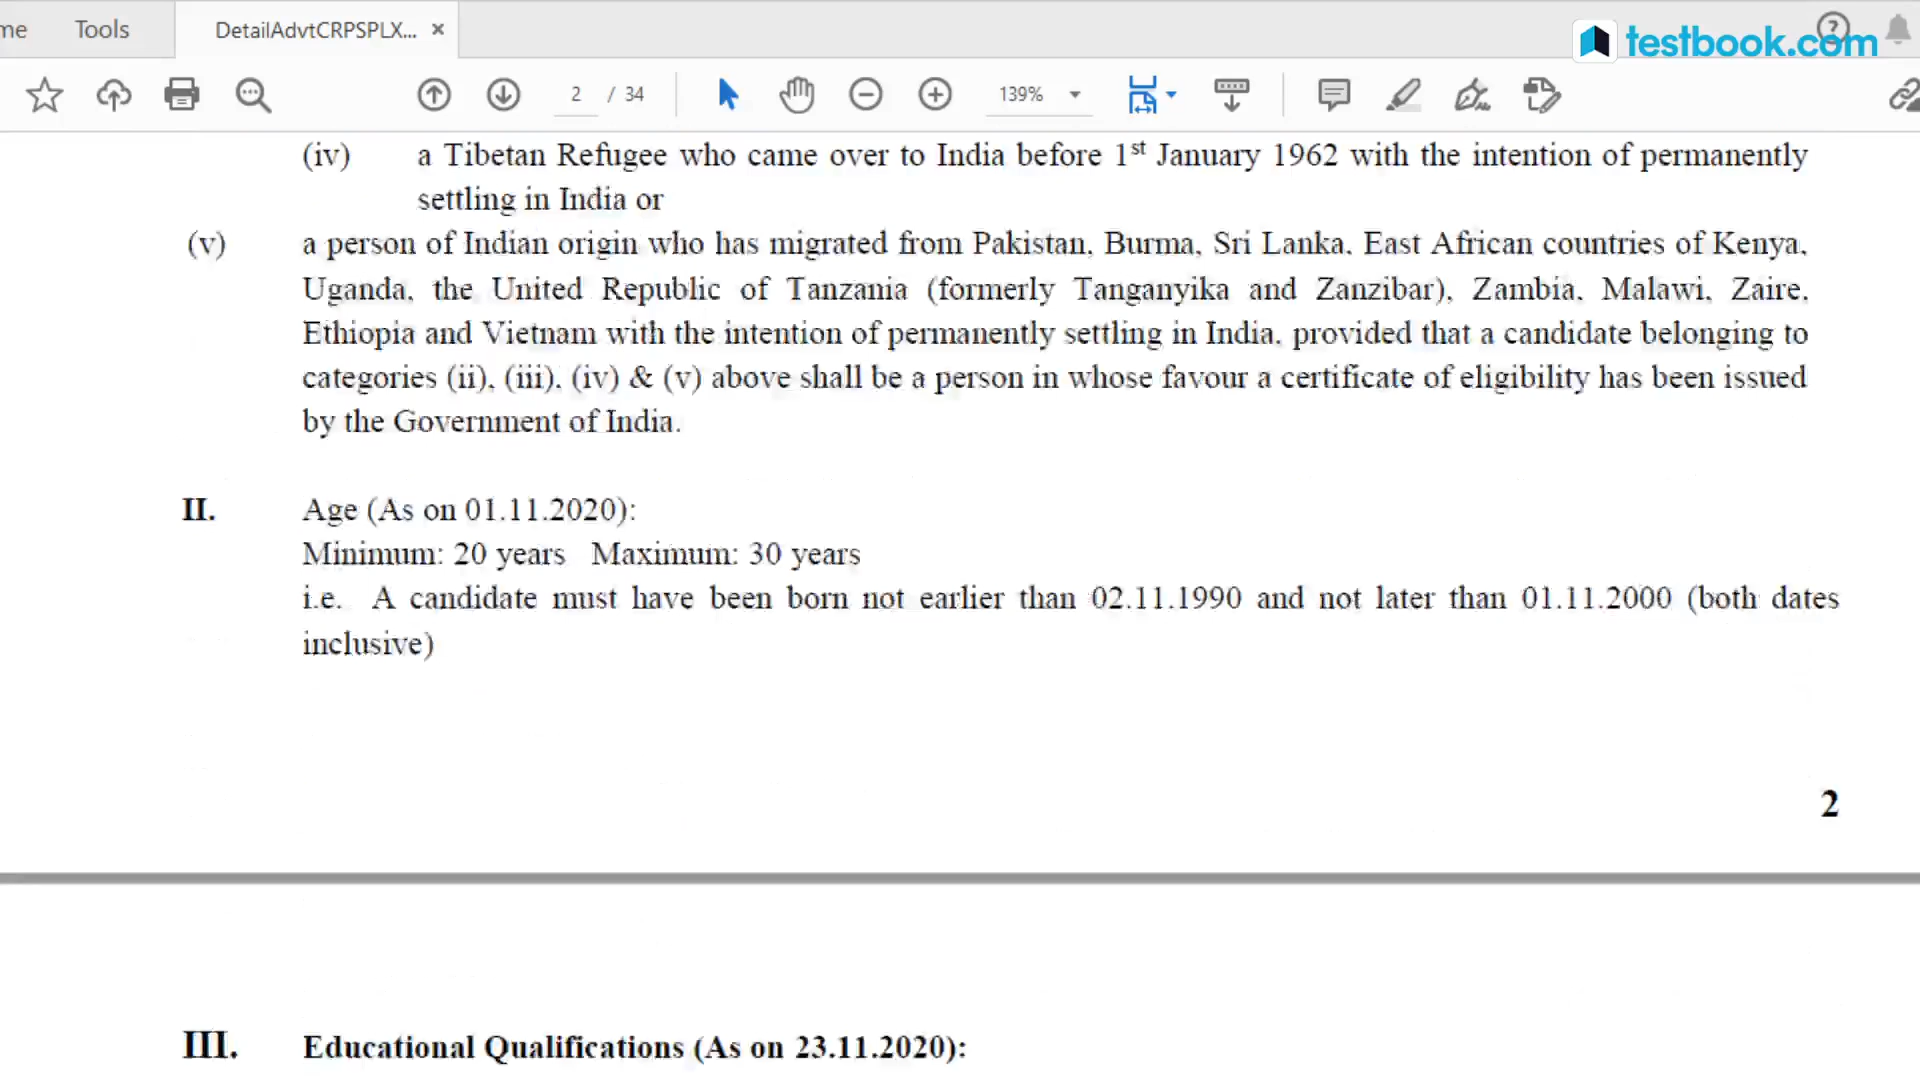 me Tools DetailAdvtCRPSPLX... ×
testbook.com
2 / 34 139%
(iv) a Tibetan Refugee who came over to India before 1st January 1962 with the intention of permanently
settling in India or
(v) a person of Indian origin who has migrated from Pakistan, Burma, Sri Lanka, East African countries of Kenya,
Uganda, the United Republic of Tanzania (formerly Tanganyika and Zanzibar), Zambia, Malawi, Zaire,
Ethiopia and Vietnam with the intention of permanently settling in India, provided that a candidate belonging to
categories (ii), (iii), (iv) & (v) above shall be a person in whose favour a certificate of eligibility has been issued
by the Government of India.
II. Age (As on 01.11.2020):
Minimum: 20 years Maximum: 30 years
i.e. A candidate must have been born not earlier than 02.11.1990 and not later than 01.11.2000 (both dates
inclusive)
2
III. Educational Qualifications (As on 23.11.2020):